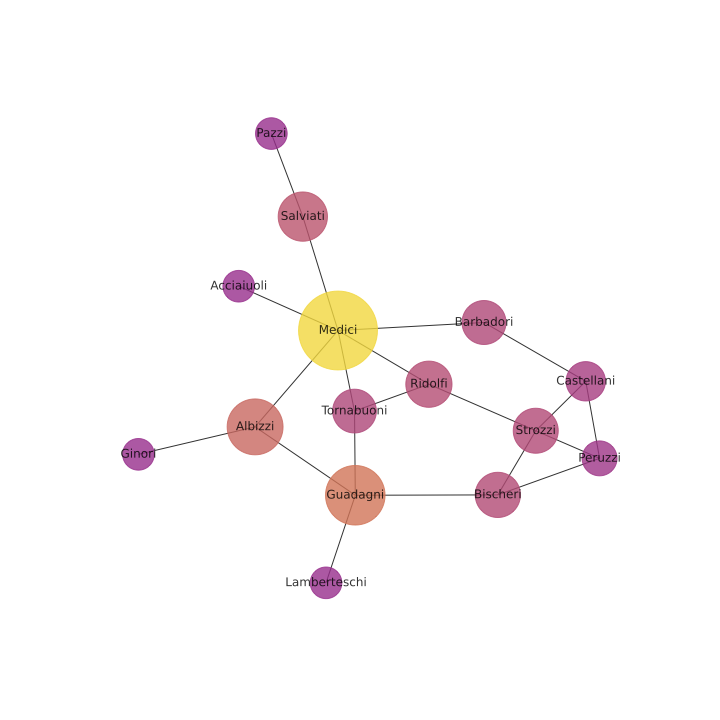 Pazzi
Salviati
Acciaiuoli
Medici
Barbadori
Castellani
Ridolfi
Tornabuoni
Albizzi
Strozzi
Ginori
Peruzzi
Guadagni
Bischeri
Lamberteschi